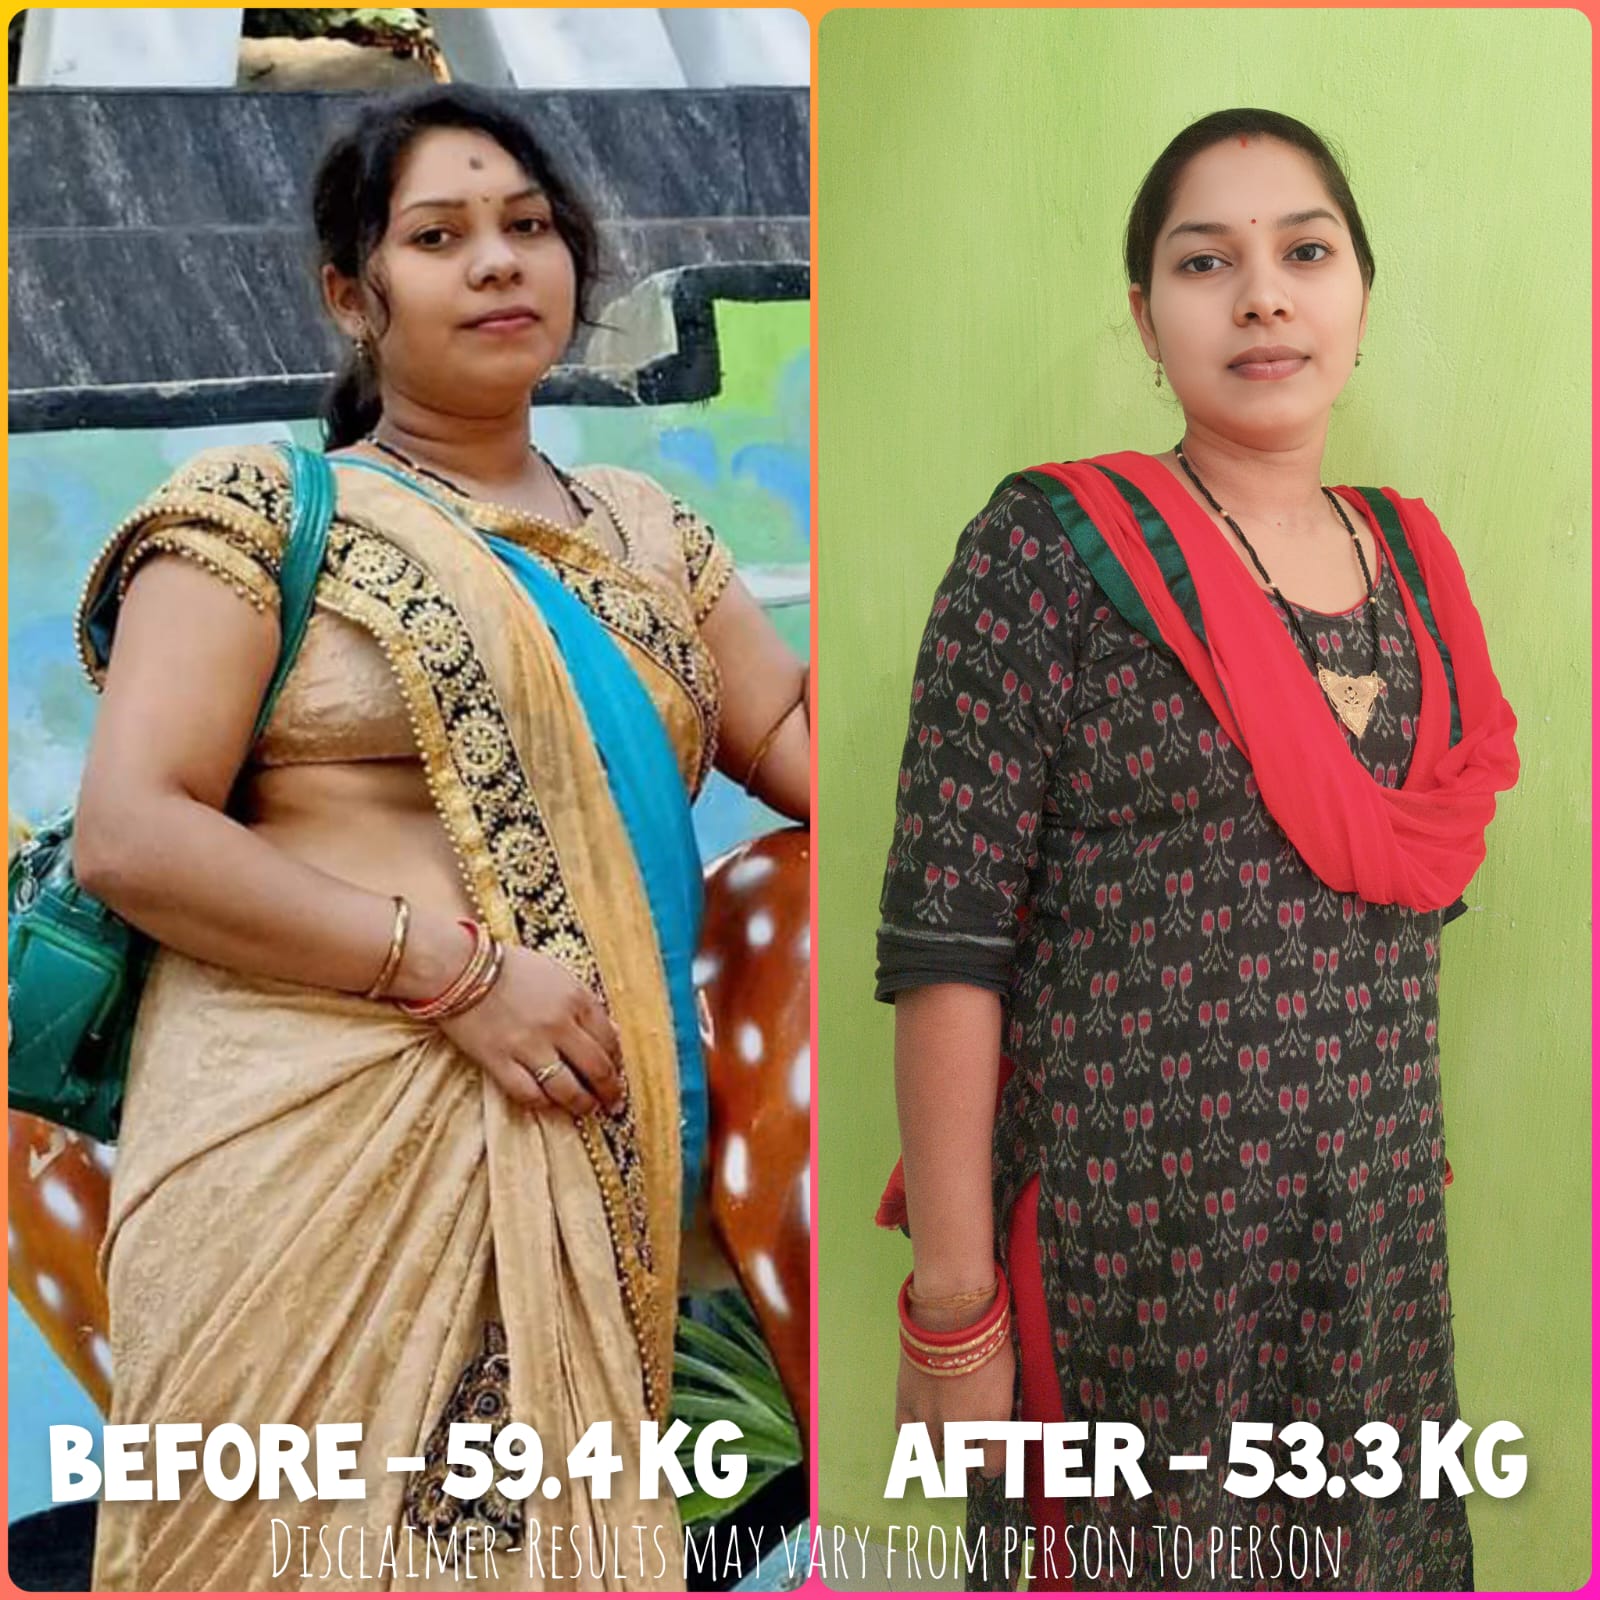 BEFORE - 59.4 KG
AFTER - 53.3 KG
DISCLAIMER-RESULTS MAY VARY FROM PERSON TO PERSON